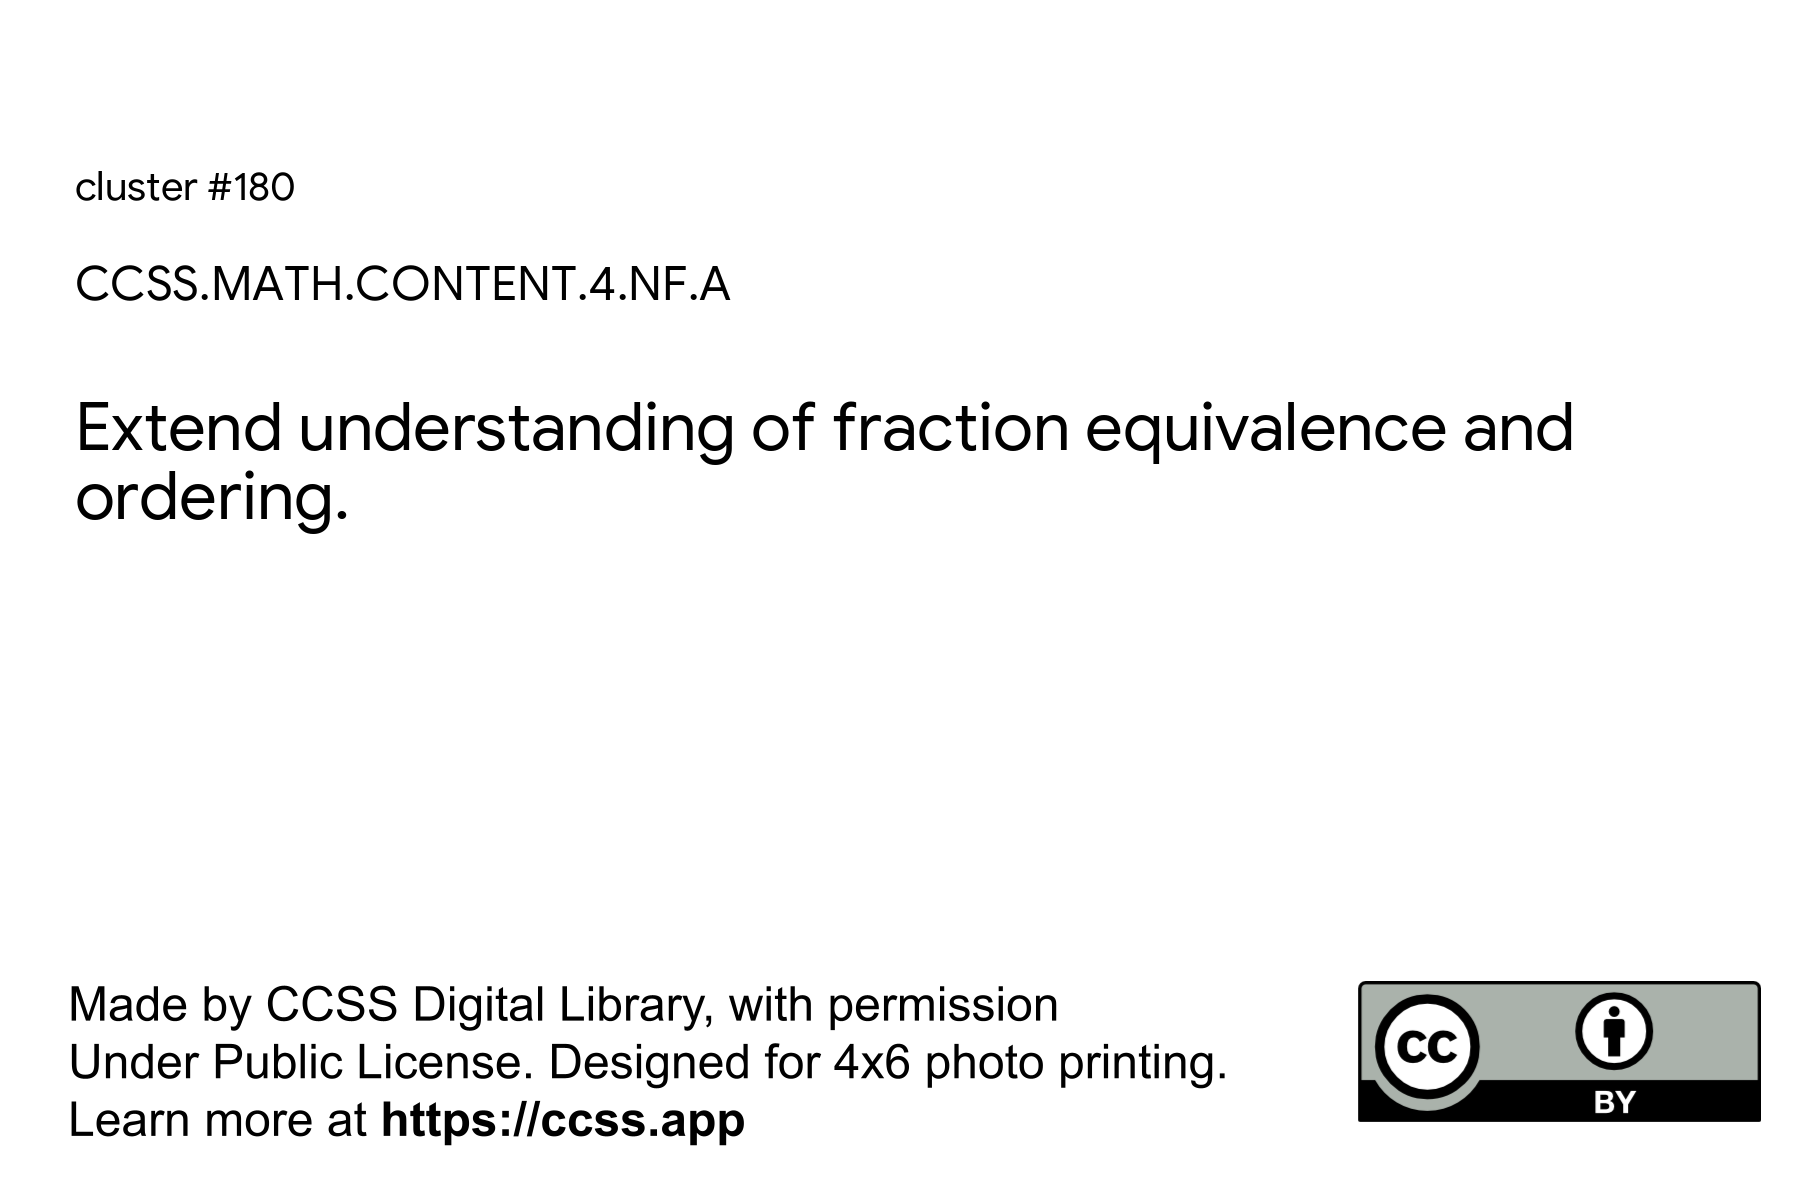 cluster #180
CCSS.MATH.CONTENT.4.NF.A
Extend understanding of fraction equivalence and
ordering.
Made by CCSS Digital Library, with permission
Under Public License. Designed for 4x6 photo printing.
Learn more at https://ccss.app
CC
BY